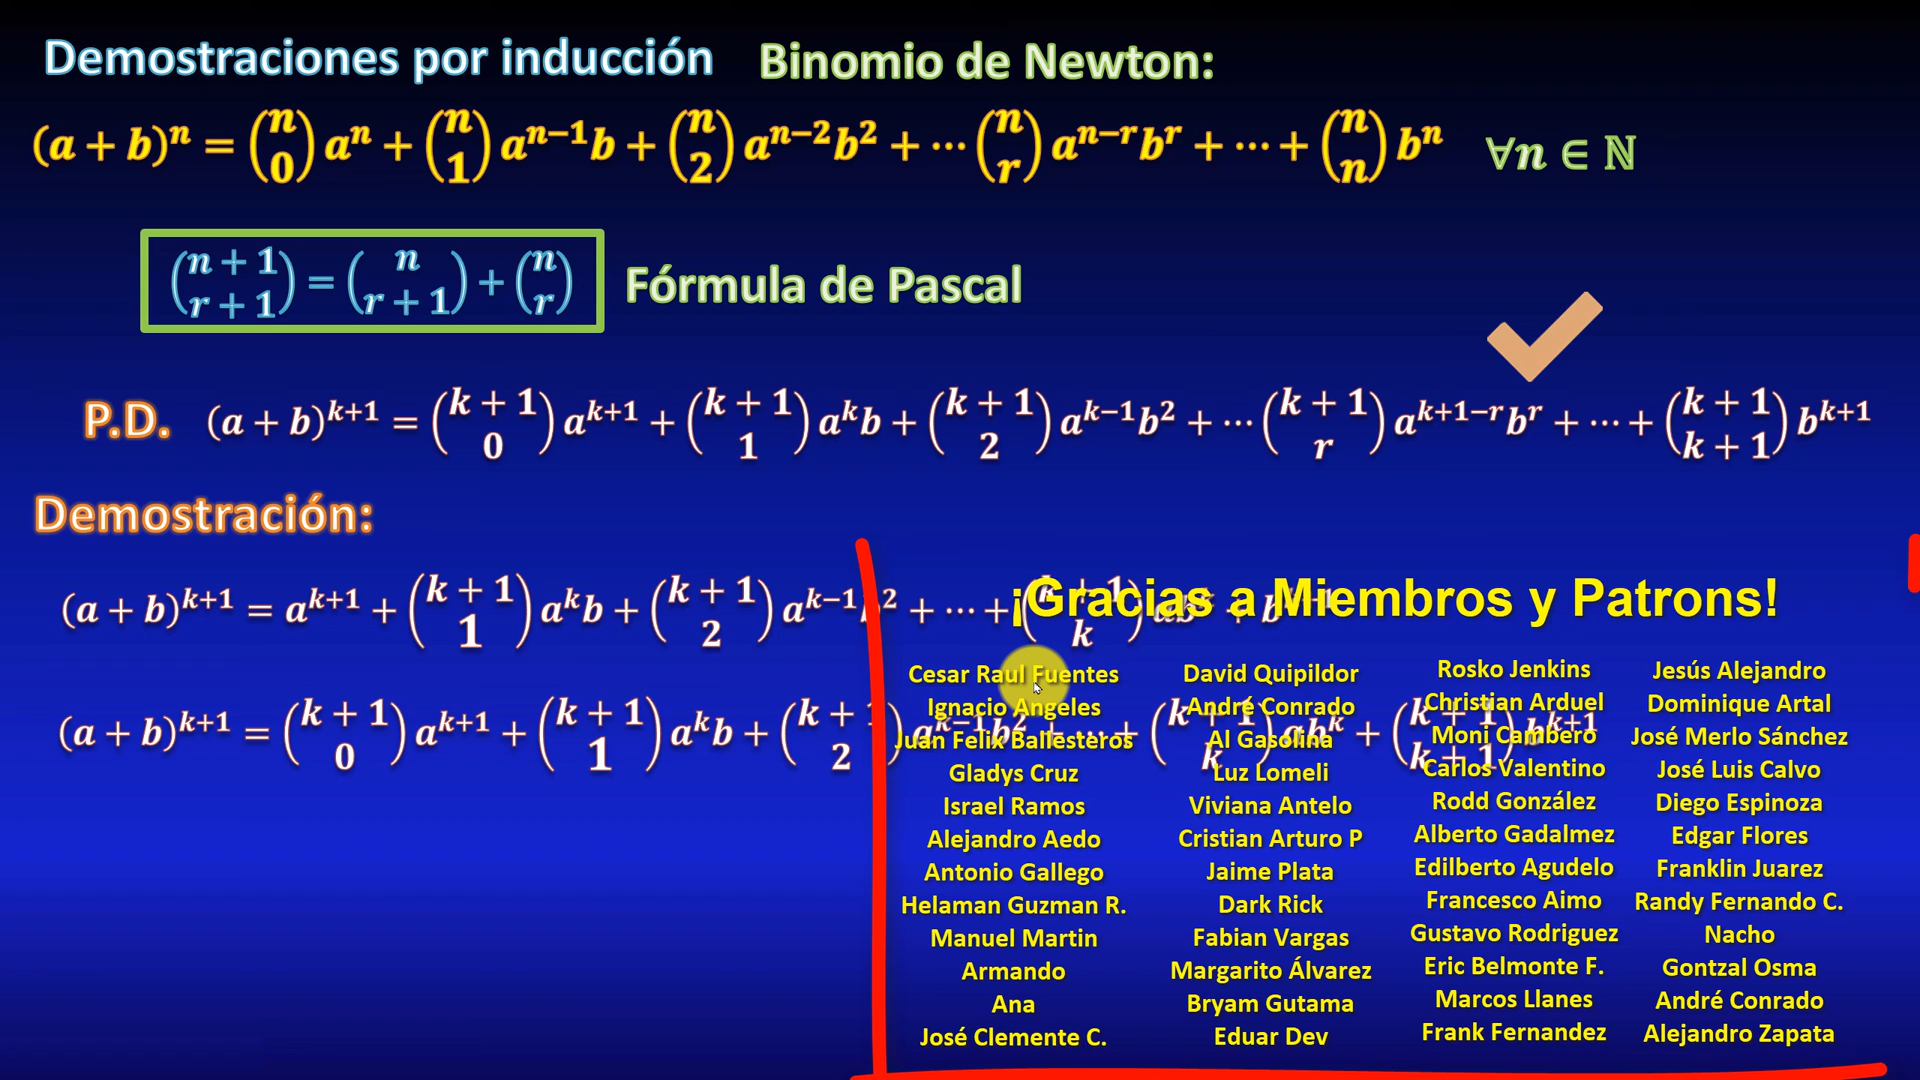 Demostraciones por inducción Binomio de Newton:
(a + b)^n = (n 0) a^n + (n 1) a^{n-1}b + (n 2) a^{n-2}b^2 + ··· (n r) a^{n-r}b^r + ··· + (n n) b^n ∀n ∈ ℕ
(n+1 r+1) = (n r+1) + (n r) Fórmula de Pascal
P.D. (a + b)^{k+1} = (k+1 0) a^{k+1} + (k+1 1) a^k b + (k+1 2) a^{k-1}b^2 + ··· (k+1 r) a^{k+1-r}b^r + ··· + (k+1 k+1) b^{k+1}
Demostración:
(a + b)^{k+1} = a^{k+1} + (k+1 1) a^k b + (k+1 2) a^{k-1}b^2 + ··· + (k+1 k) ab^k + b^{k+1}
(a + b)^{k+1} = (k+1 0) a^{k+1} + (k+1 1) a^k b + (k+1 2) a^{k-1}b^2 + ··· + (k+1 k) ab^k + (k+1 k+1) b^{k+1}
¡Gracias a Miembros y Patrons!
Cesar Raul Fuentes
Ignacio Angeles
Juan Felix Ballesteros
Gladys Cruz
Israel Ramos
Alejandro Aedo
Antonio Gallego
Helaman Guzman R.
Manuel Martin
Armando
Ana
José Clemente C.
David Quipildor
André Conrado
Al Gasolina
Luz Lomeli
Viviana Antelo
Cristian Arturo P
Jaime Plata
Dark Rick
Fabian Vargas
Margarito Álvarez
Bryam Gutama
Eduar Dev
Rosko Jenkins
Christian Arduel
Moni Cambero
Carlos Valentino
Rodd González
Alberto Gadalmez
Edilberto Agudelo
Francesco Aimo
Gustavo Rodriguez
Eric Belmonte F.
Marcos Llanes
Frank Fernandez
Jesús Alejandro
Dominique Artal
José Merlo Sánchez
José Luis Calvo
Diego Espinoza
Edgar Flores
Franklin Juarez
Randy Fernando C.
Nacho
Gontzal Osma
André Conrado
Alejandro Zapata